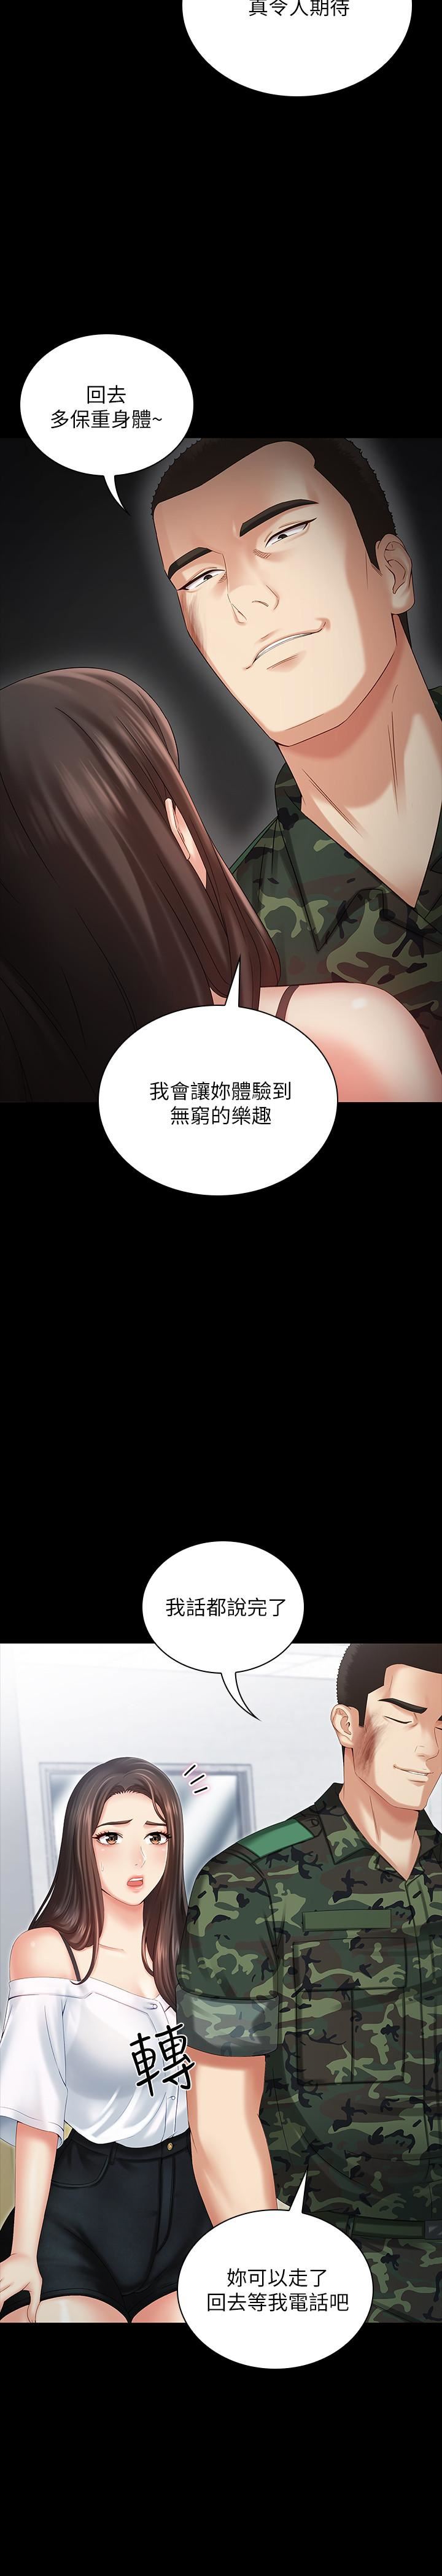 真令人期待
回去
多保重身體~
我會讓妳體驗到
無窮的樂趣
我話都說完了
轉
妳可以走了
回去等我電話吧